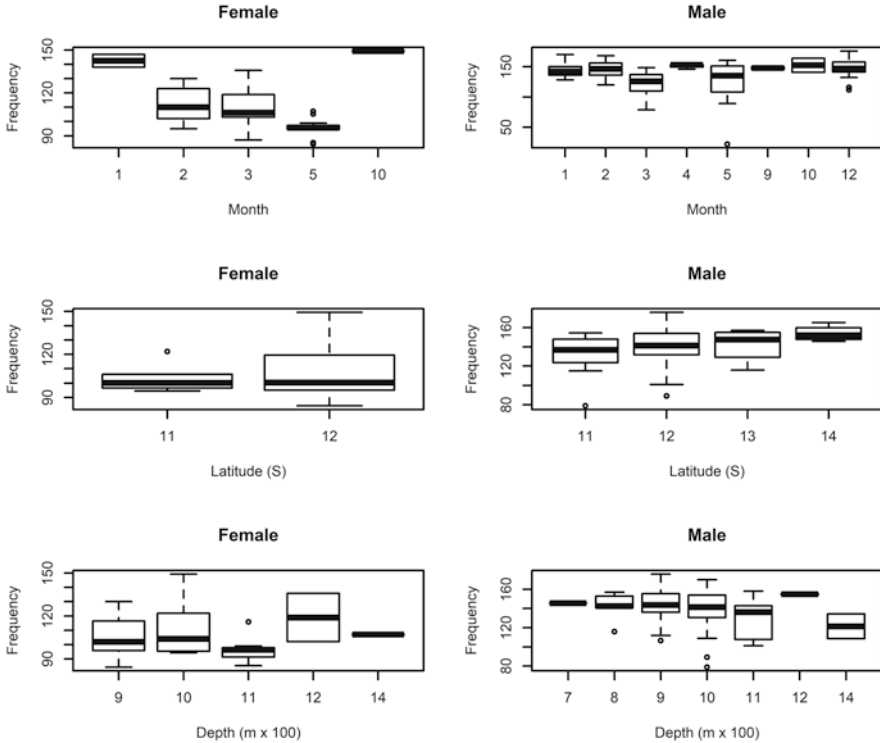 Female
Male
Frequency
150
110
90
1 2 3 5 10
Month
Frequency
150
50
1 2 3 4 5 9 10 12
Month
Female
Male
Frequency
150
120
90
11 12
Latitude (S)
Frequency
160
120
80
11 12 13 14
Latitude (S)
Female
Male
Frequency
150
120
90
9 10 11 12 14
Depth (m x 100)
Frequency
160
120
80
7 8 9 10 11 12 14
Depth (m x 100)